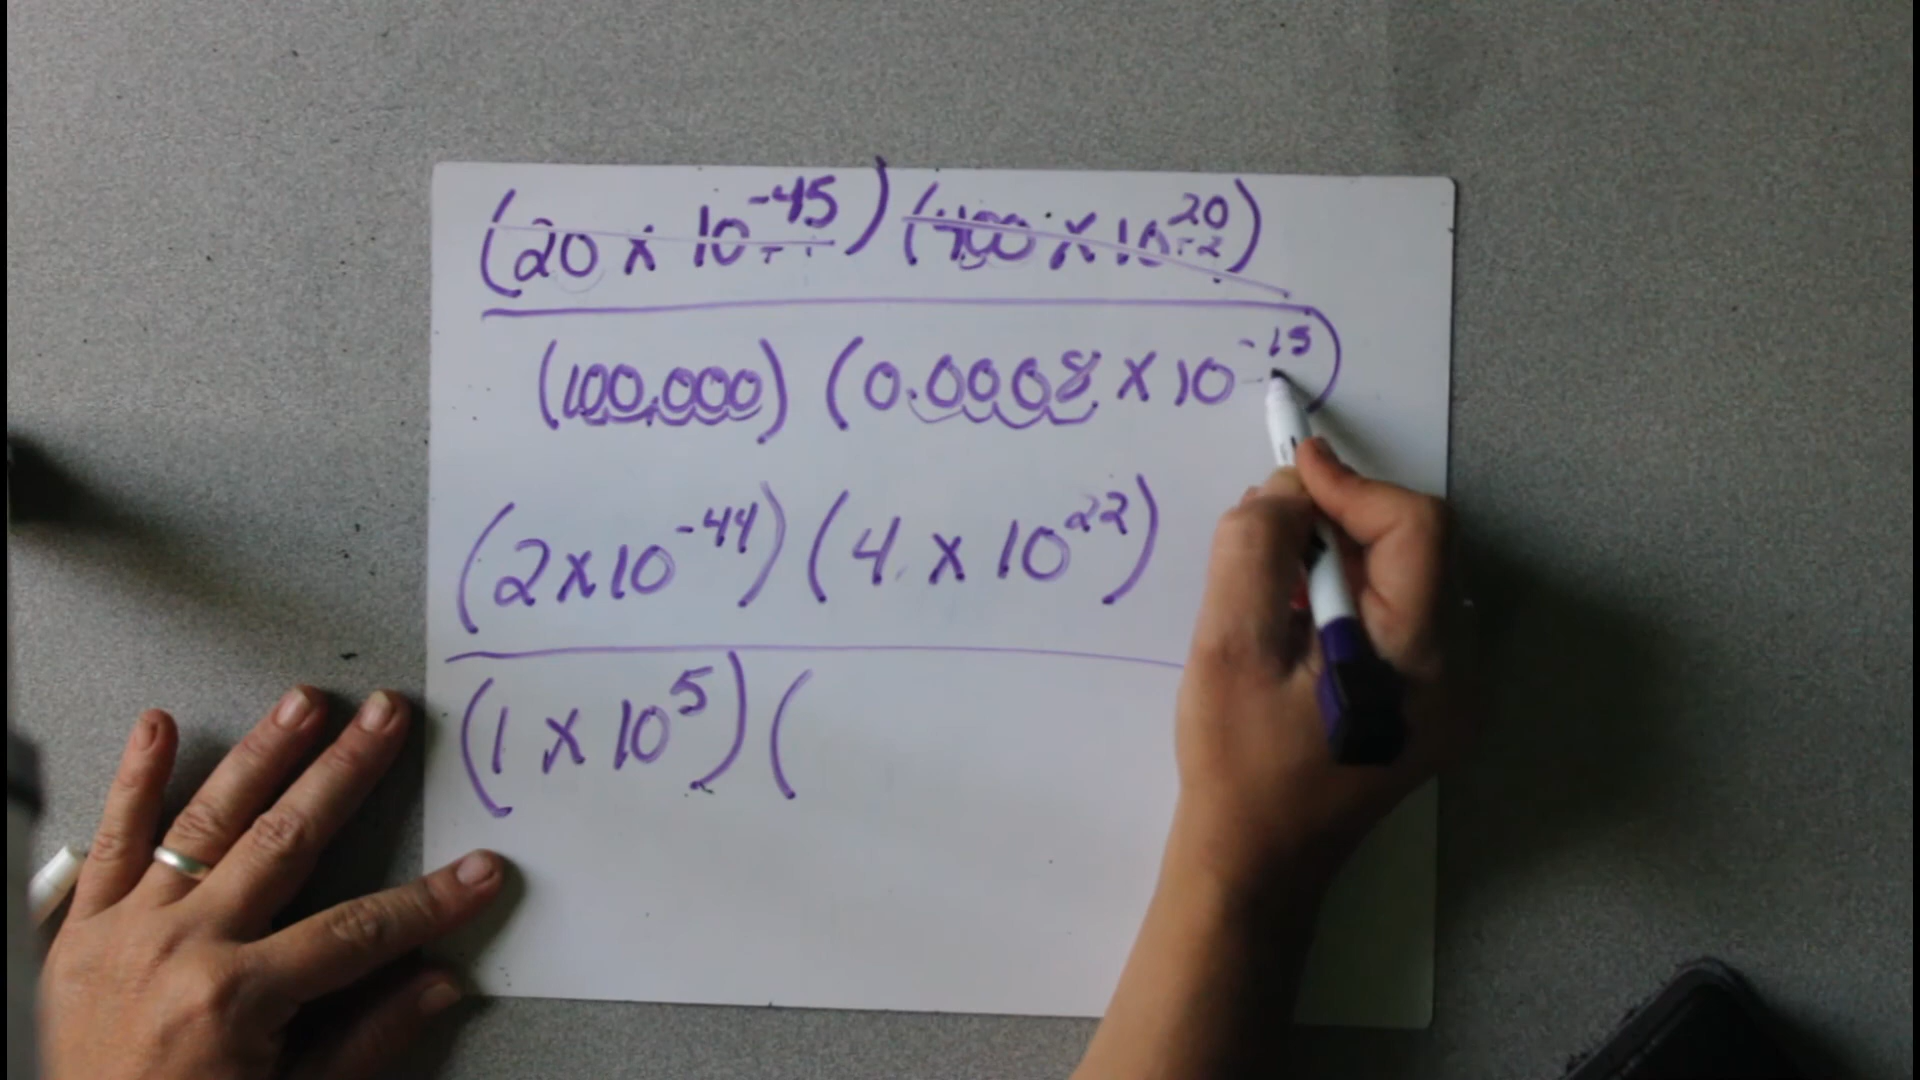 (20 x 10^-45) (400 x 10^20 +2)
(100,000) (0.0008 x 10^-15)
(2x10^-44) (4 x 10^22)
(1 x 10^5) (